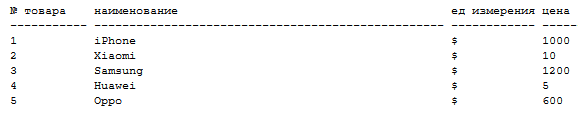 № товара наименование ед измерения цена
----------- -------------------------------------------------- ------------ -----
1 iPhone $ 1000
2 Xiaomi $ 10
3 Samsung $ 1200
4 Huawei $ 5
5 Oppo $ 600